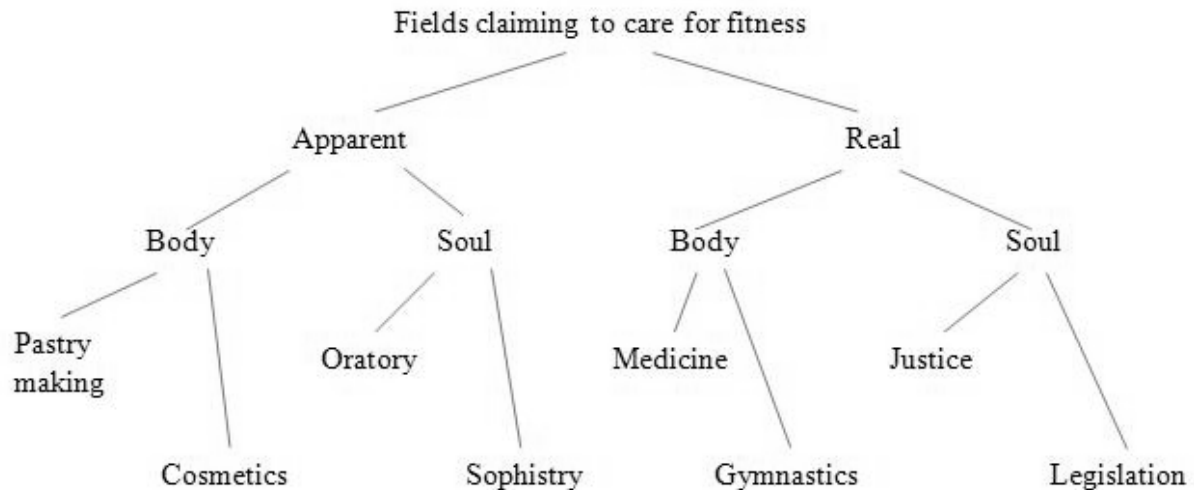 Fields claiming to care for fitness
Apparent
Real
Body
Soul
Body
Soul
Pastry
making
Oratory
Medicine
Justice
Cosmetics
Sophistry
Gymnastics
Legislation